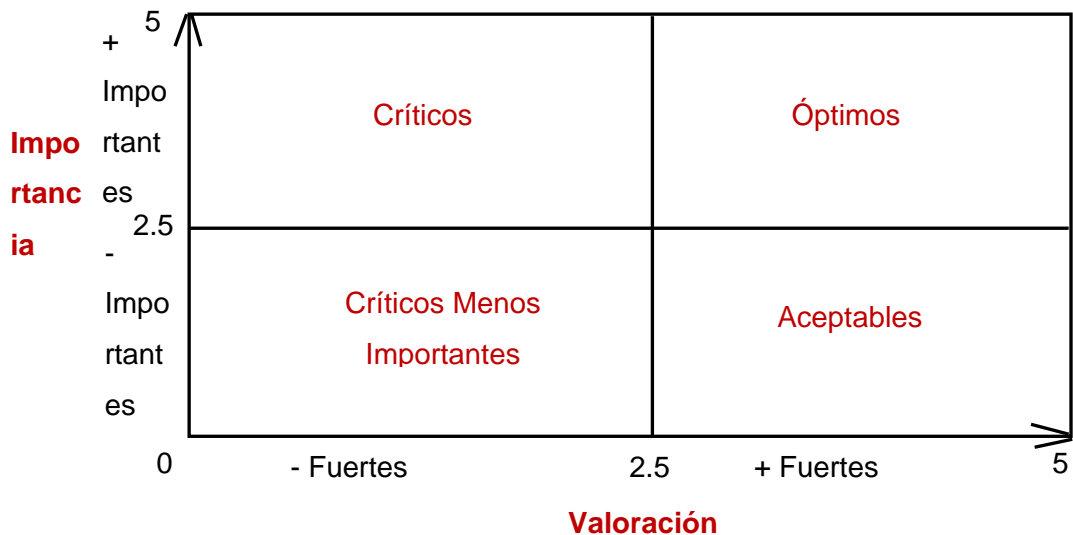 5
+
Impo
rtant
es
Críticos
Óptimos
Impo
rtanc
ia
2.5
-
Impo
rtant
es
Críticos Menos
Importantes
Aceptables
0
- Fuertes
2.5
+ Fuertes
5
Valoración